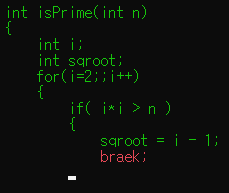 int isPrime(int n)
{
    int i;
    int sqroot;
    for(i=2;;i++)
    {
        if( i*i > n )
        {
            sqroot = i - 1;
            braek;